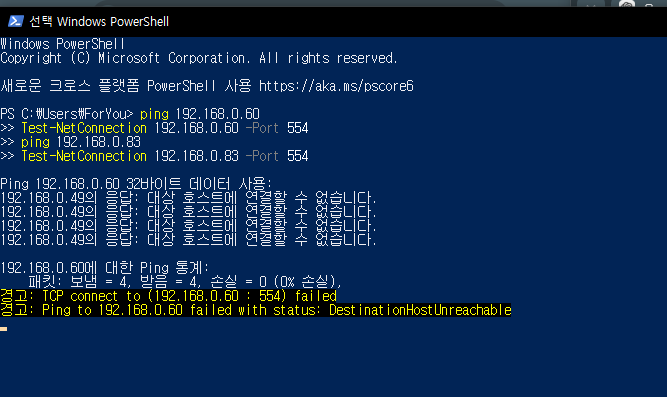 선택 Windows PowerShell
Windows PowerShell
Copyright (C) Microsoft Corporation. All rights reserved.
새로운 크로스 플랫폼 PowerShell 사용 https://aka.ms/pscore6
PS C:\Users\ForYou> ping 192.168.0.60
>> Test-NetConnection 192.168.0.60 -Port 554
>> ping 192.168.0.83
>> Test-NetConnection 192.168.0.83 -Port 554
Ping 192.168.0.60 32바이트 데이터 사용:
192.168.0.49의 응답: 대상 호스트에 연결할 수 없습니다.
192.168.0.49의 응답: 대상 호스트에 연결할 수 없습니다.
192.168.0.49의 응답: 대상 호스트에 연결할 수 없습니다.
192.168.0.49의 응답: 대상 호스트에 연결할 수 없습니다.
192.168.0.60에 대한 Ping 통계:
패킷: 보냄 = 4, 받음 = 4, 손실 = 0 (0% 손실),
경고: TCP connect to (192.168.0.60 : 554) failed
경고: Ping to 192.168.0.60 failed with status: DestinationHostUnreachable